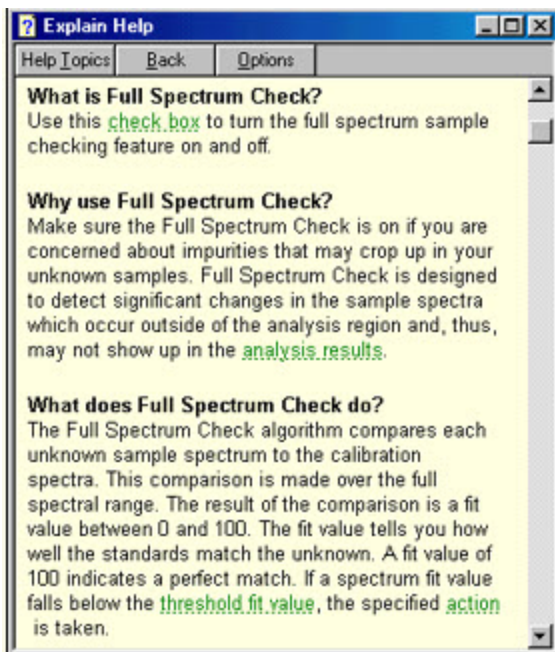 Explain Help
Help Topics Back Options
What is Full Spectrum Check?
Use this check box to turn the full spectrum sample
checking feature on and off.
Why use Full Spectrum Check?
Make sure the Full Spectrum Check is on if you are
concerned about impurities that may crop up in your
unknown samples. Full Spectrum Check is designed
to detect significant changes in the sample spectra
which occur outside of the analysis region and, thus,
may not show up in the analysis results.
What does Full Spectrum Check do?
The Full Spectrum Check algorithm compares each
unknown sample spectrum to the calibration
spectra. This comparison is made over the full
spectral range. The result of the comparison is a fit
value between 0 and 100. The fit value tells you how
well the standards match the unknown. A fit value of
100 indicates a perfect match. If a spectrum fit value
falls below the threshold fit value, the specified action
is taken.